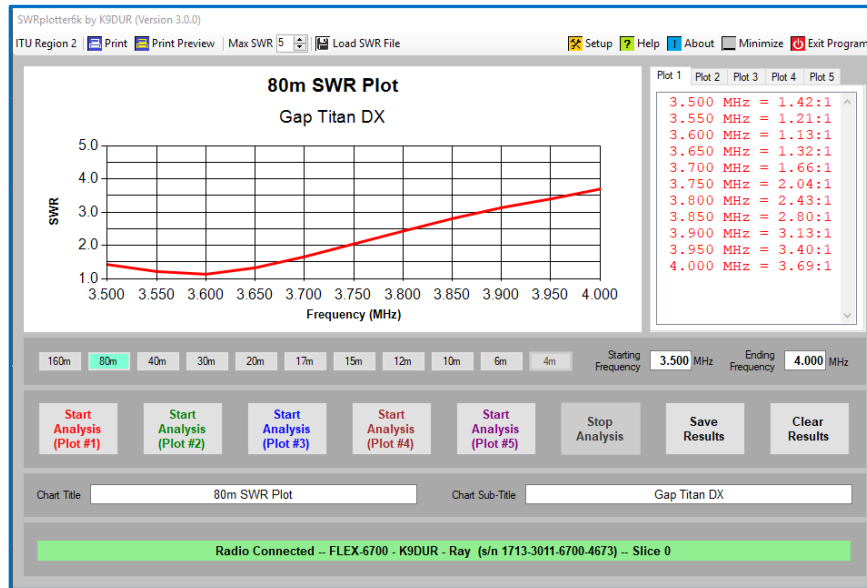 SWRplotter6k by K9DUR (Version 3.0.0)
ITU Region 2 Print Print Preview Max SWR 5 Load SWR File Setup ? Help i About Minimize Exit Program
80m SWR Plot
Gap Titan DX
5.0
4.0
3.0
2.0
1.0
SWR
3.500 3.550 3.600 3.650 3.700 3.750 3.800 3.850 3.900 3.950 4.000
Frequency (MHz)
Plot 1 Plot 2 Plot 3 Plot 4 Plot 5
3.500 MHz = 1.42:1
3.550 MHz = 1.21:1
3.600 MHz = 1.13:1
3.650 MHz = 1.32:1
3.700 MHz = 1.66:1
3.750 MHz = 2.04:1
3.800 MHz = 2.43:1
3.850 MHz = 2.80:1
3.900 MHz = 3.13:1
3.950 MHz = 3.40:1
4.000 MHz = 3.69:1
160m 80m 40m 30m 20m 17m 15m 12m 10m 6m 4m
Starting
Frequency
3.500 MHz
Ending
Frequency
4.000 MHz
Start
Analysis
(Plot #1)
Start
Analysis
(Plot #2)
Start
Analysis
(Plot #3)
Start
Analysis
(Plot #4)
Start
Analysis
(Plot #5)
Stop
Analysis
Save
Results
Clear
Results
Chart Title 80m SWR Plot Chart Sub-Title Gap Titan DX
Radio Connected -- FLEX-6700 - K9DUR - Ray (s/n 1713-3011-6700-4673) -- Slice 0